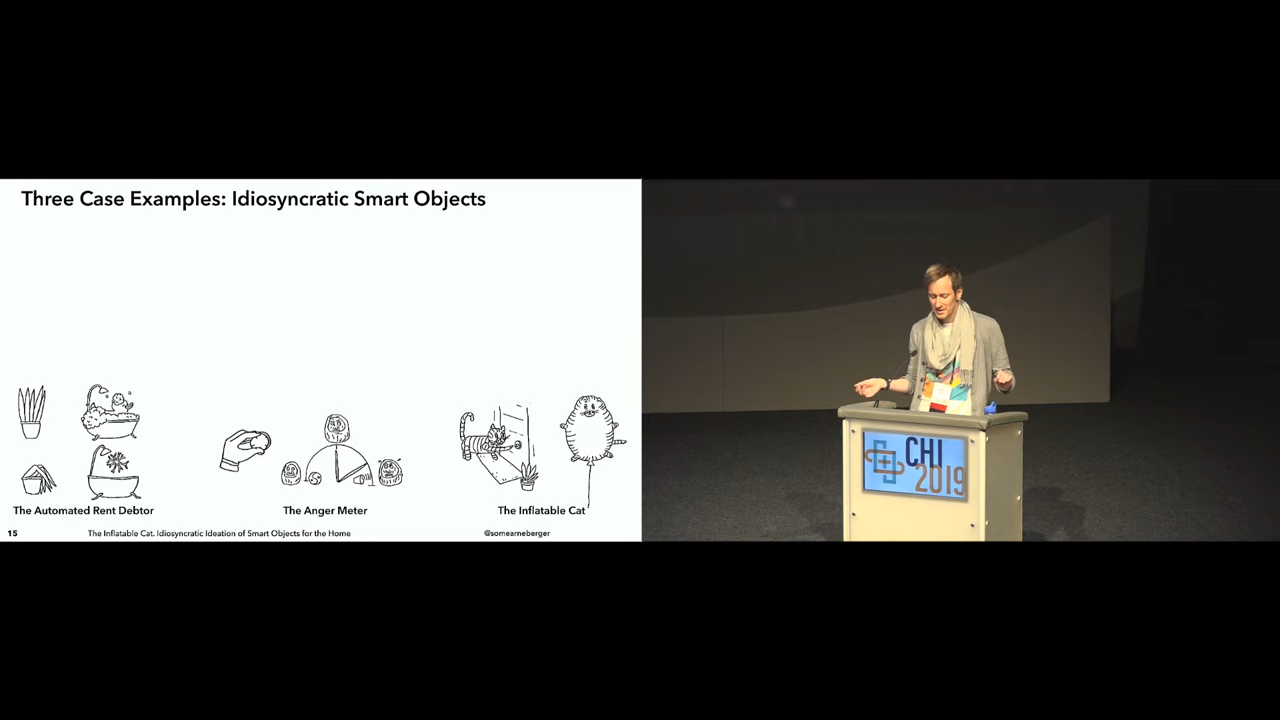 Three Case Examples: Idiosyncratic Smart Objects
The Automated Rent Debtor
The Anger Meter
The Inflatable Cat
15
The Inflatable Cat. Idiosyncratic Ideation of Smart Objects for the Home
@somearneberger
CHI
2019